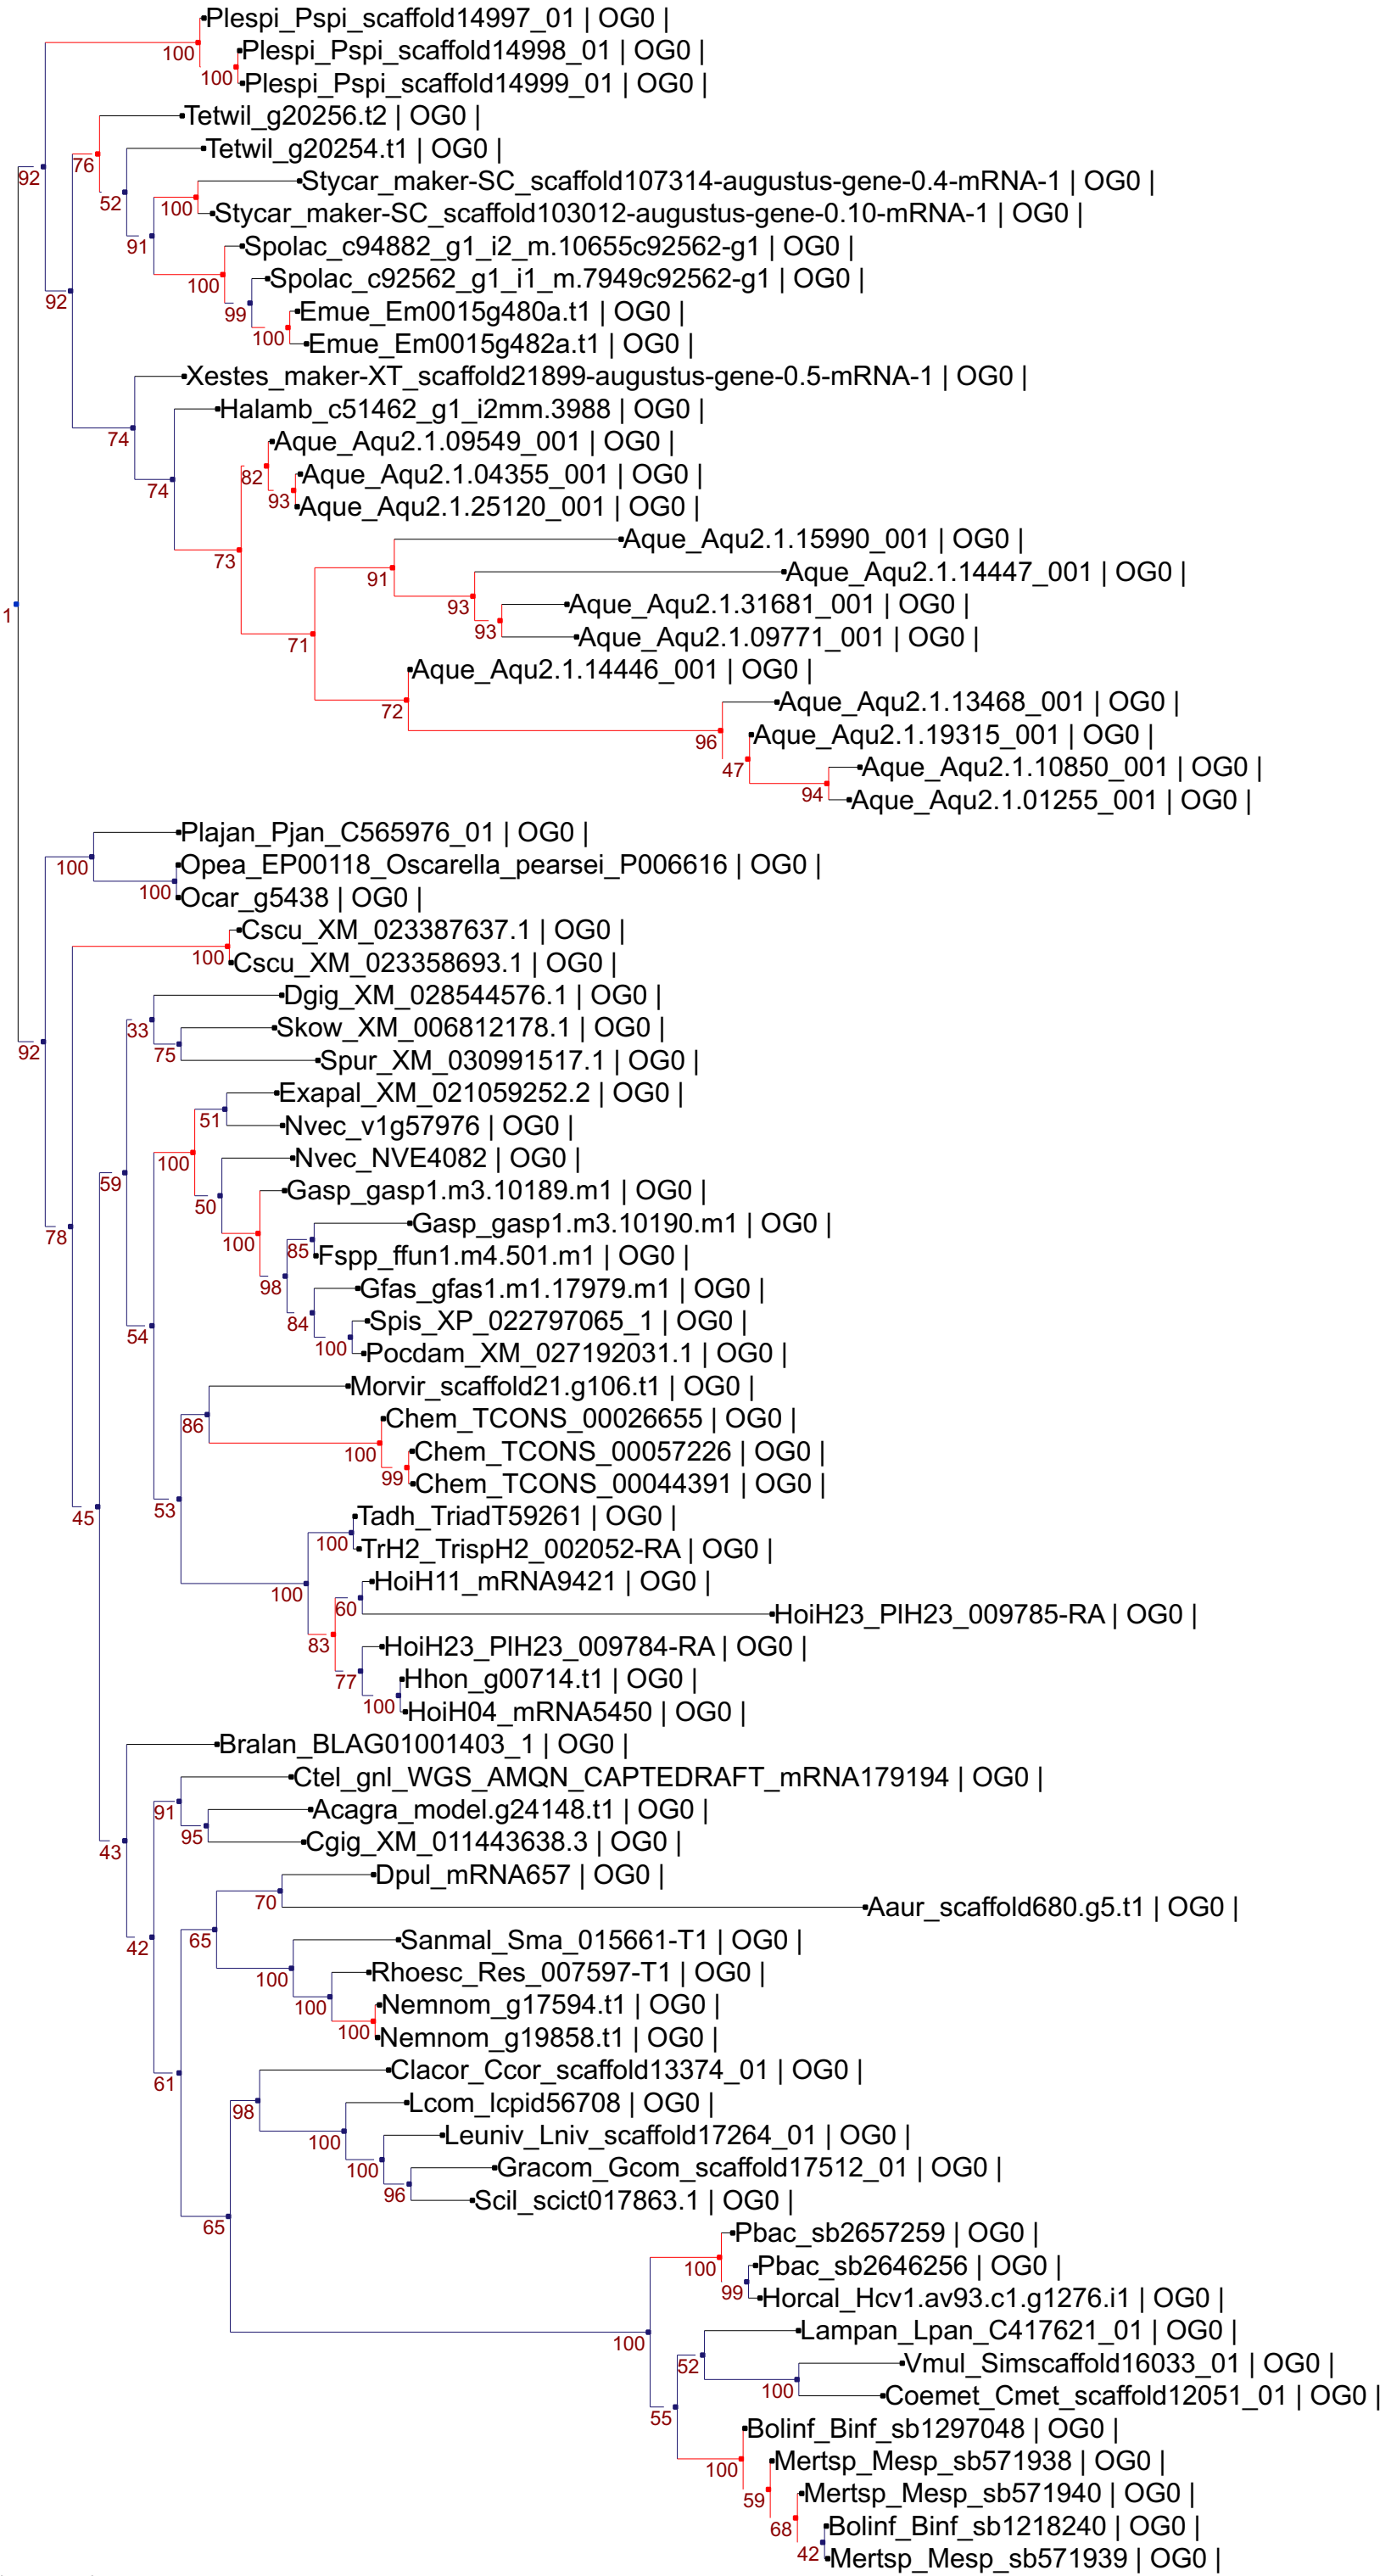 Plespi_Pspi_scaffold14997_01 | OG0 |
100
Plespi_Pspi_scaffold14998_01 | OG0 |
100
Plespi_Pspi_scaffold14999_01 | OG0 |
Tetwil_g20256.t2 | OG0 |
Tetwil_g20254.t1 | OG0 |
76
92
Stycar_maker-SC_scaffold107314-augustus-gene-0.4-mRNA-1 | OG0 |
52
100
Stycar_maker-SC_scaffold103012-augustus-gene-0.10-mRNA-1 | OG0 |
91
Spolac_c94882_g1_i2_m.10655c92562-g1 | OG0 |
Spolac_c92562_g1_i1_m.7949c92562-g1 | OG0 |
100
92
Emue_Em0015g480a.t1 | OG0 |
99
100
Emue_Em0015g482a.t1 | OG0 |
Xestes_maker-XT_scaffold21899-augustus-gene-0.5-mRNA-1 | OG0 |
Halamb_c51462_g1_i2mm.3988 | OG0 |
74
Aque_Aqu2.1.09549_001 | OG0 |
82
Aque_Aqu2.1.04355_001 | OG0 |
74
93
Aque_Aqu2.1.25120_001 | OG0 |
Aque_Aqu2.1.15990_001 | OG0 |
73
91
Aque_Aqu2.1.14447_001 | OG0 |
93
Aque_Aqu2.1.31681_001 | OG0 |
1
93
Aque_Aqu2.1.09771_001 | OG0 |
71
Aque_Aqu2.1.14446_001 | OG0 |
Aque_Aqu2.1.13468_001 | OG0 |
72
Aque_Aqu2.1.19315_001 | OG0 |
96
47
Aque_Aqu2.1.10850_001 | OG0 |
94
Aque_Aqu2.1.01255_001 | OG0 |
Plajan_Pjan_C565976_01 | OG0 |
100
Opea_EP00118_Oscarella_pearsei_P006616 | OG0 |
100
Ocar_g5438 | OG0 |
Cscu_XM_023387637.1 | OG0 |
100
Cscu_XM_023358693.1 | OG0 |
Dgig_XM_028544576.1 | OG0 |
33
Skow_XM_006812178.1 | OG0 |
92
75
Spur_XM_030991517.1 | OG0 |
Exapal_XM_021059252.2 | OG0 |
51
Nvec_v1g57976 | OG0 |
100
Nvec_NVE4082 | OG0 |
59
Gasp_gasp1.m3.10189.m1 | OG0 |
50
Gasp_gasp1.m3.10190.m1 | OG0 |
78
100
85
Fspp_ffun1.m4.501.m1 | OG0 |
98
Gfas_gfas1.m1.17979.m1 | OG0 |
84
Spis_XP_022797065_1 | OG0 |
54
100
Pocdam_XM_027192031.1 | OG0 |
Morvir_scaffold21.g106.t1 | OG0 |
86
Chem_TCONS_00026655 | OG0 |
100
Chem_TCONS_00057226 | OG0 |
99
Chem_TCONS_00044391 | OG0 |
53
45
Tadh_TriadT59261 | OG0 |
100
TrH2_TrispH2_002052-RA | OG0 |
HoiH11_mRNA9421 | OG0 |
100
60
HoiH23_PlH23_009785-RA | OG0 |
83
HoiH23_PlH23_009784-RA | OG0 |
77
Hhon_g00714.t1 | OG0 |
100
HoiH04_mRNA5450 | OG0 |
Bralan_BLAG01001403_1 | OG0 |
Ctel_gnl_WGS_AMQN_CAPTEDRAFT_mRNA179194 | OG0 |
91
Acagra_model.g24148.t1 | OG0 |
95
Cgig_XM_011443638.3 | OG0 |
43
Dpul_mRNA657 | OG0 |
70
Aaur_scaffold680.g5.t1 | OG0 |
42
65
Sanmal_Sma_015661-T1 | OG0 |
100
Rhoesc_Res_007597-T1 | OG0 |
100
Nemnom_g17594.t1 | OG0 |
100
Nemnom_g19858.t1 | OG0 |
Clacor_Ccor_scaffold13374_01 | OG0 |
61
98
Lcom_lcpid56708 | OG0 |
100
Leuniv_Lniv_scaffold17264_01 | OG0 |
100
Gracom_Gcom_scaffold17512_01 | OG0 |
96
Scil_scict017863.1 | OG0 |
65
Pbac_sb2657259 | OG0 |
100
Pbac_sb2646256 | OG0 |
99
Horcal_Hcv1.av93.c1.g1276.i1 | OG0 |
Lampan_Lpan_C417621_01 | OG0 |
100
52
Vmul_Simscaffold16033_01 | OG0 |
100
Coemet_Cmet_scaffold12051_01 | OG0 |
55
Bolinf_Binf_sb1297048 | OG0 |
100
Mertsp_Mesp_sb571938 | OG0 |
59
Mertsp_Mesp_sb571940 | OG0 |
68
Bolinf_Binf_sb1218240 | OG0 |
42
Mertsp_Mesp_sb571939 | OG0 |